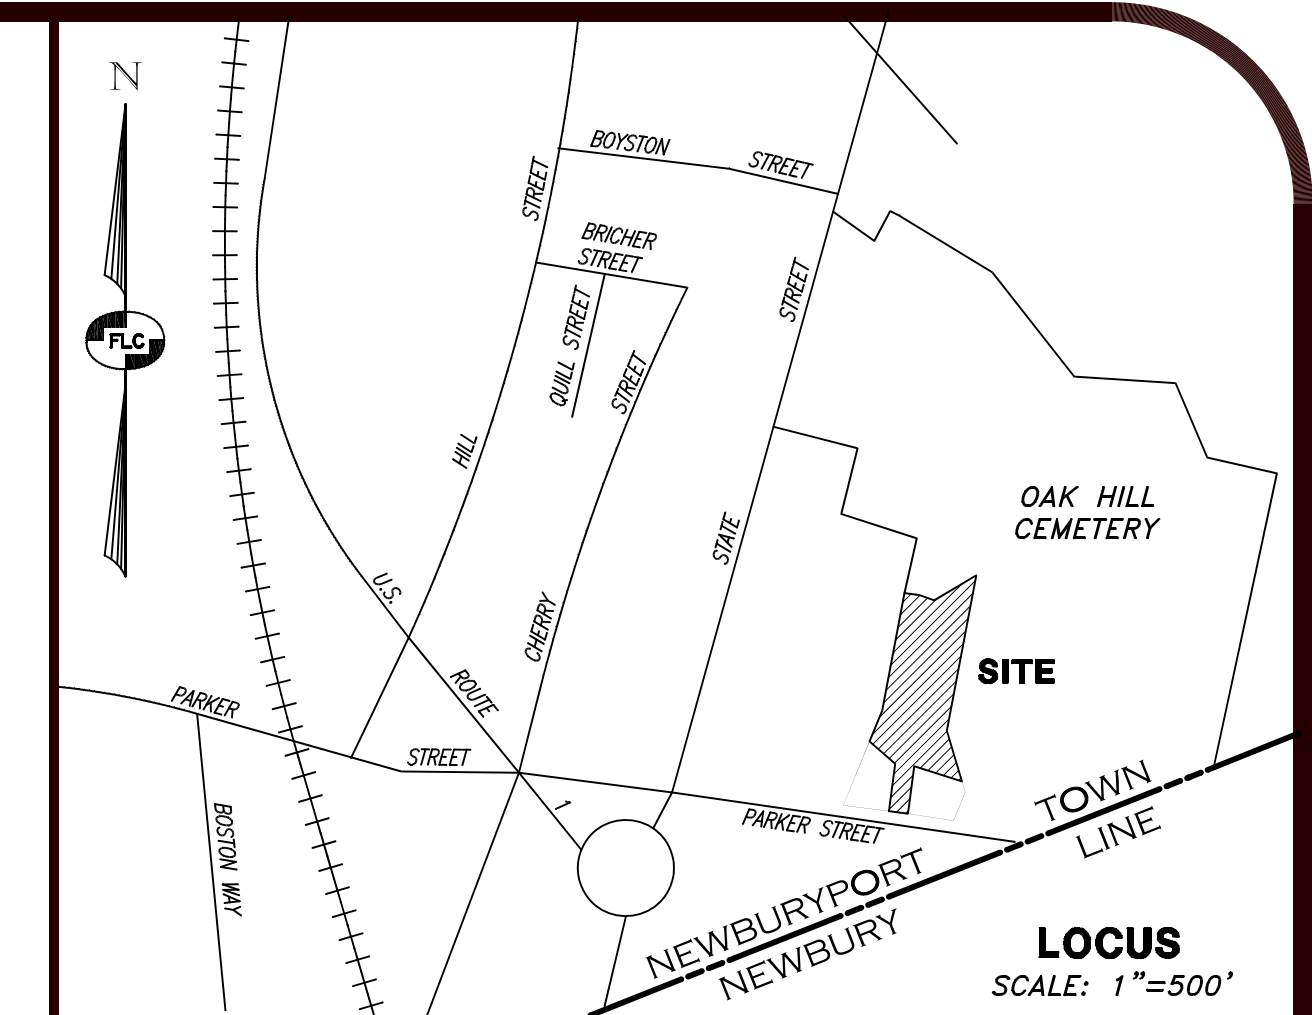 N
BOYSTON STREET
STREET
BRICHER
STREET
STREET
FLC
QUILL STREET
STREET
HILL
OAK HILL
CEMETERY
STATE
U.S.
CHERRY
SITE
ROUTE
PARKER
STREET
1
TOWN
LINE
BOSTON WAY
PARKER STREET
NEWBURYPORT
NEWBURY
LOCUS
SCALE: 1"=500'